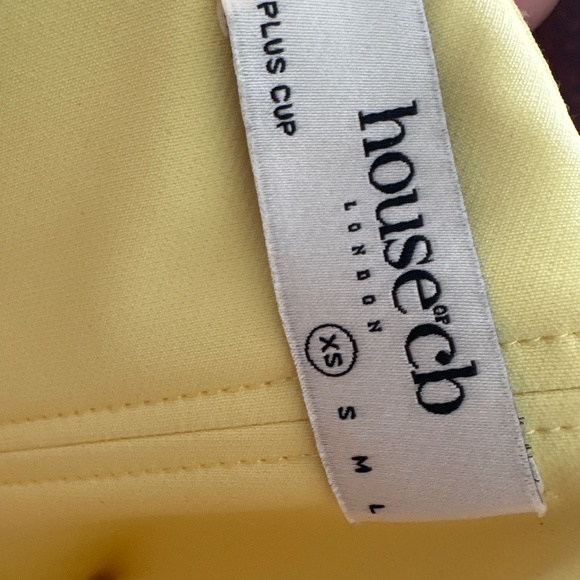 house OF cb
LONDON
XS S M L
PLUS CUP